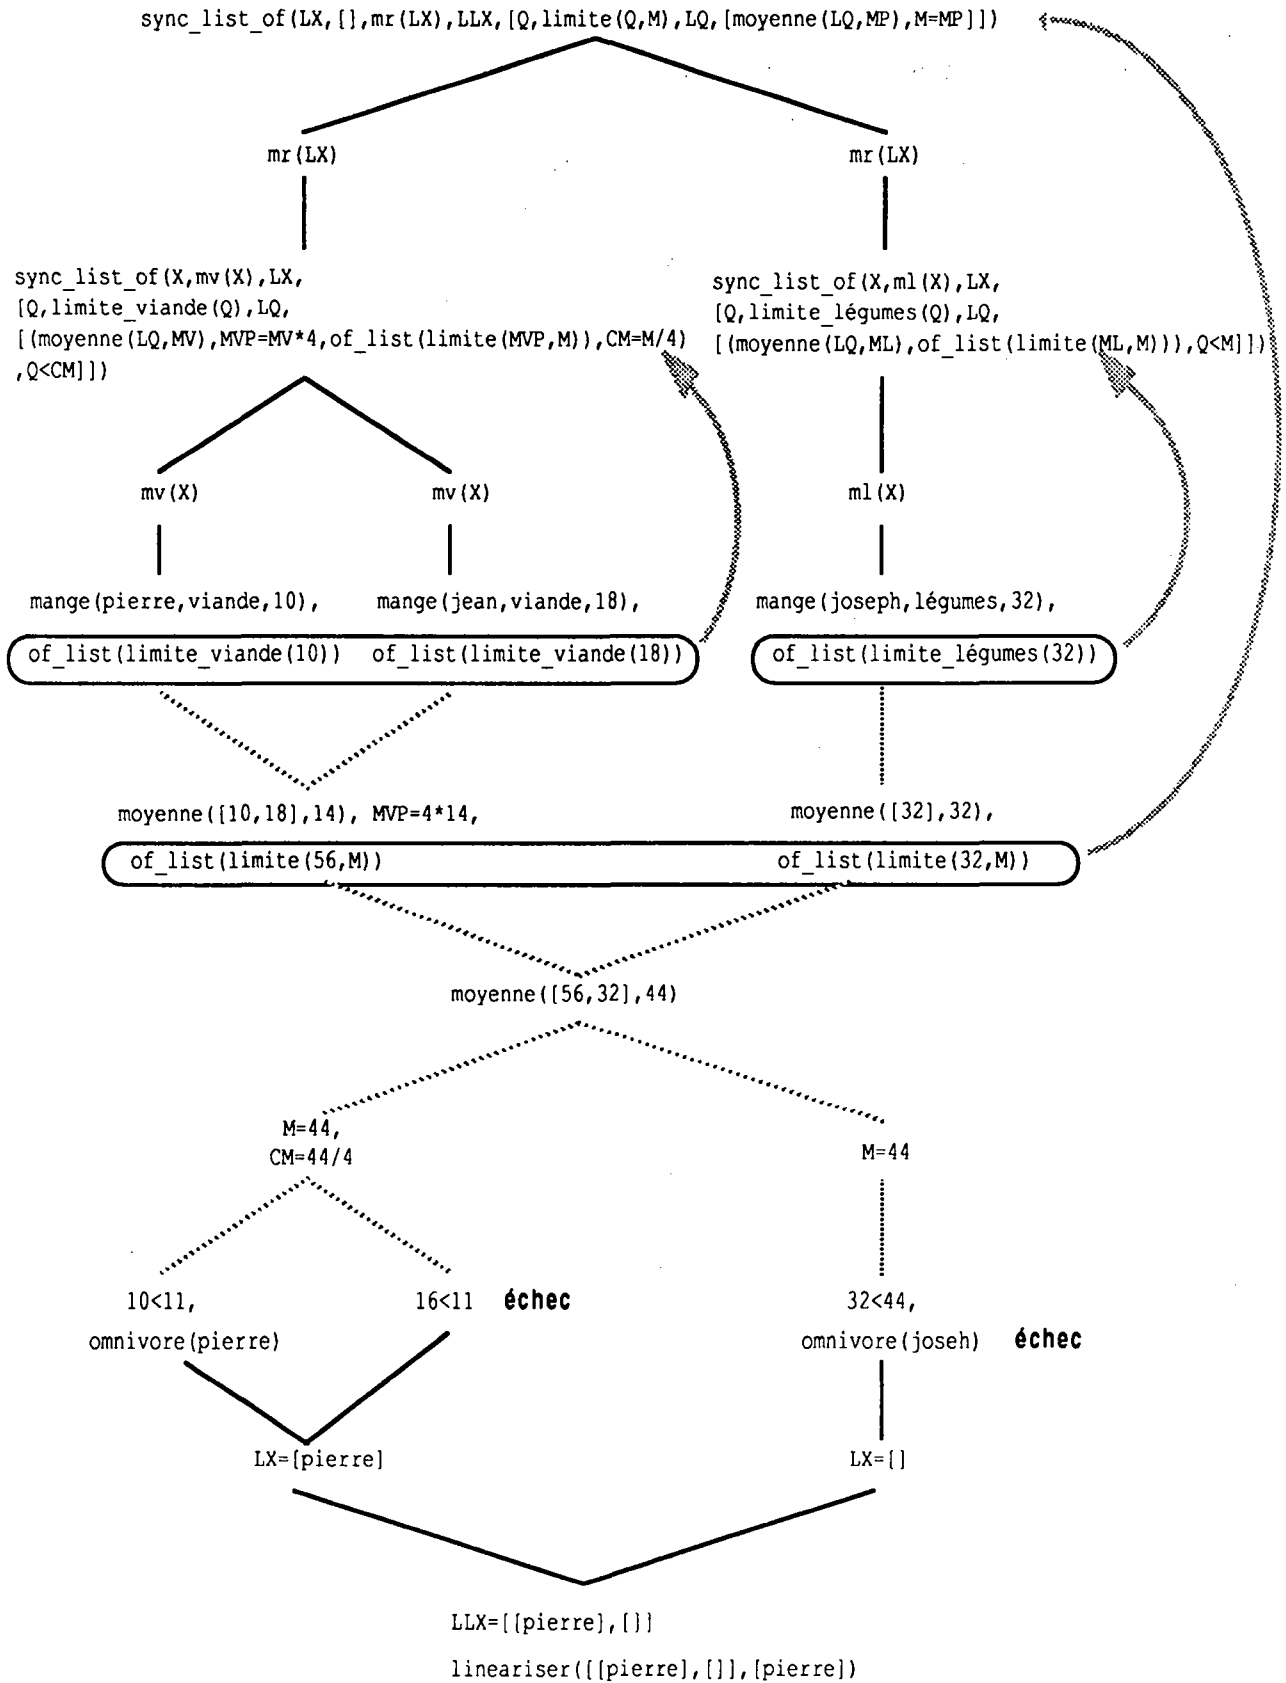 sync_list_of(LX,[],mr(LX),LLX,[Q,limite(Q,M),LQ,[moyenne(LQ,MP),M=MP]])
mr(LX) mr(LX)
sync_list_of(X,mv(X),LX,
[Q,limite_viande(Q),LQ,
[(moyenne(LQ,MV),MVP=MV*4,of_list(limite(MVP,M)),CM=M/4)
,Q<CM]])
sync_list_of(X,ml(X),LX,
[Q,limite_légumes(Q),LQ,
[(moyenne(LQ,ML),of_list(limite(ML,M))),Q<M]])
mv(X) mv(X) ml(X)
mange(pierre,viande,10), mange(jean,viande,18), mange(joseph,légumes,32),
of_list(limite_viande(10)) of_list(limite_viande(18)) of_list(limite_légumes(32))
moyenne([10,18],14), MVP=4*14, moyenne([32],32),
of_list(limite(56,M)) of_list(limite(32,M))
moyenne([56,32],44)
M=44,
CM=44/4
M=44
10<11, 16<11 échec 32<44,
omnivore(pierre) omnivore(joseh) échec
LX=[pierre] LX=[]
LLX=[[pierre],[]]
lineariser([[pierre],[]],[pierre])